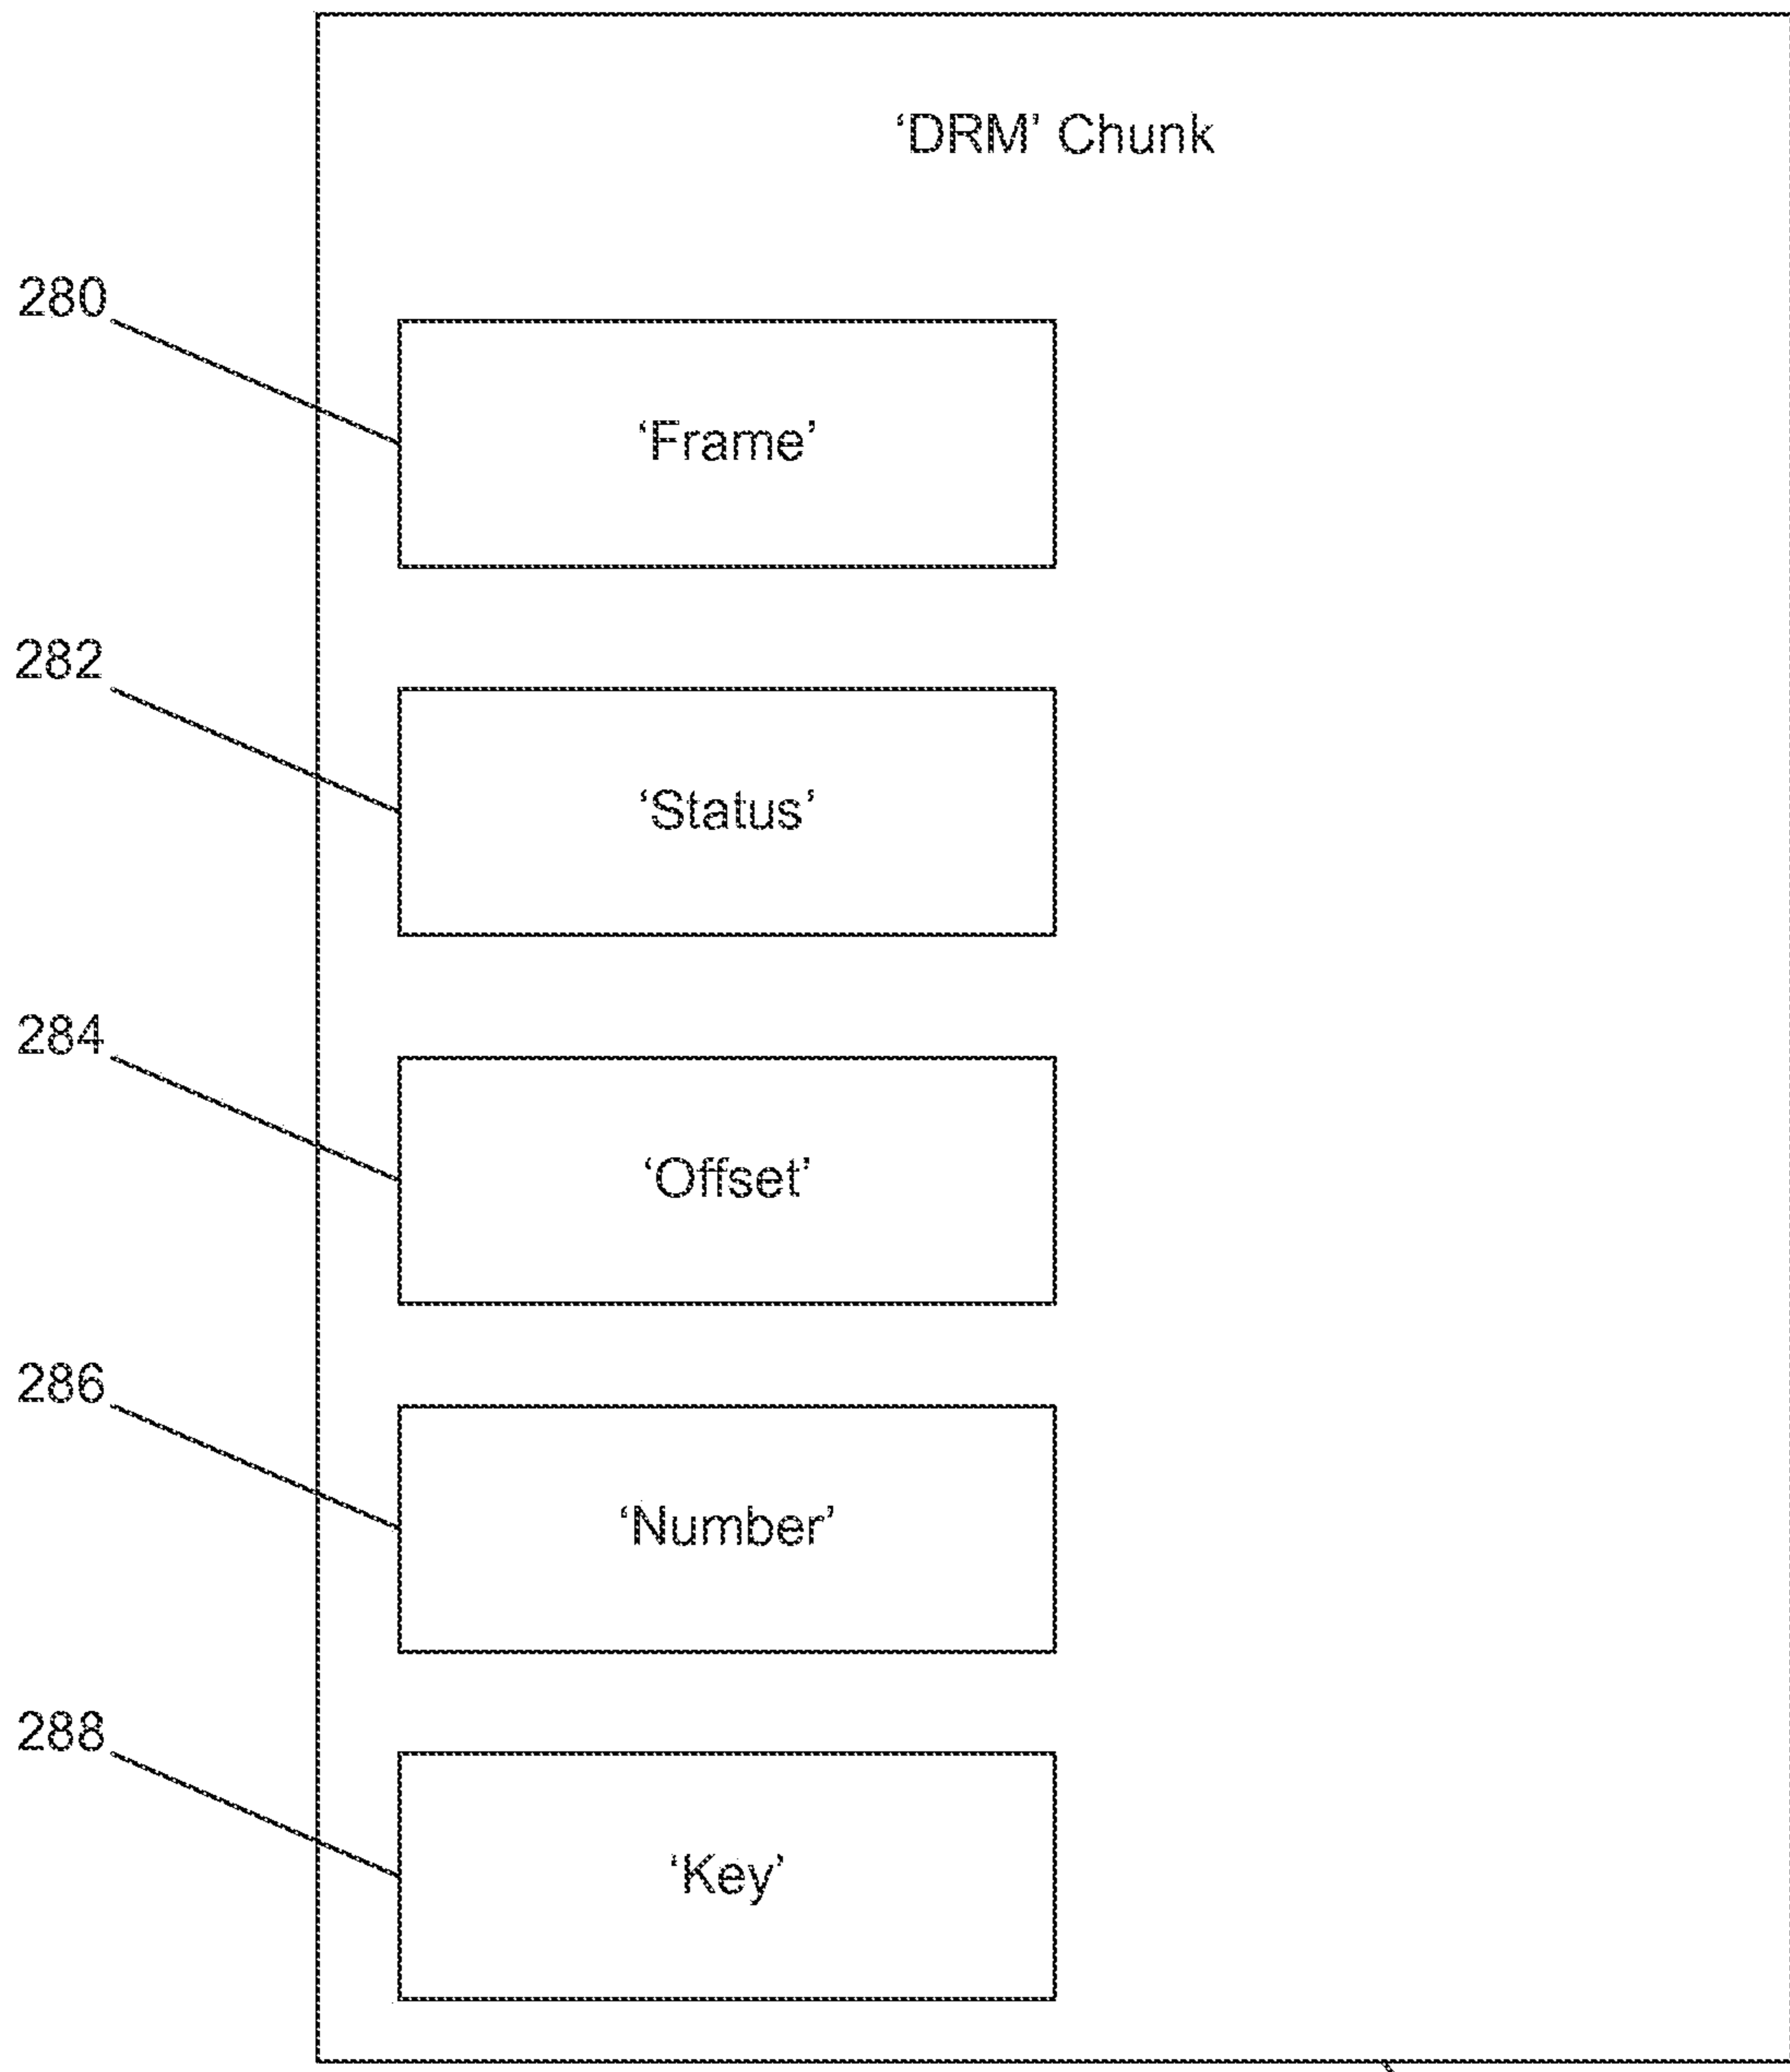 ‘DRM’ Chunk
280
‘Frame’
282
‘Status’
284
‘Offset’
286
‘Number’
288
‘Key’